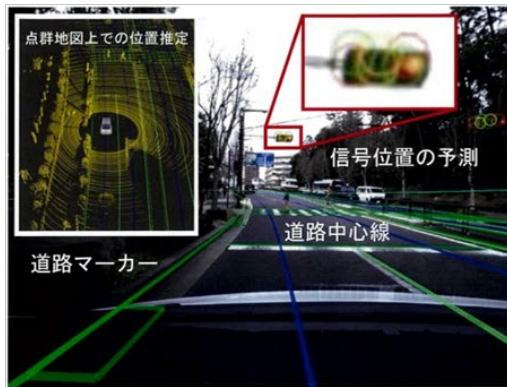 点群地図上での位置推定
信号位置の予測
道路中心線
道路マーカー